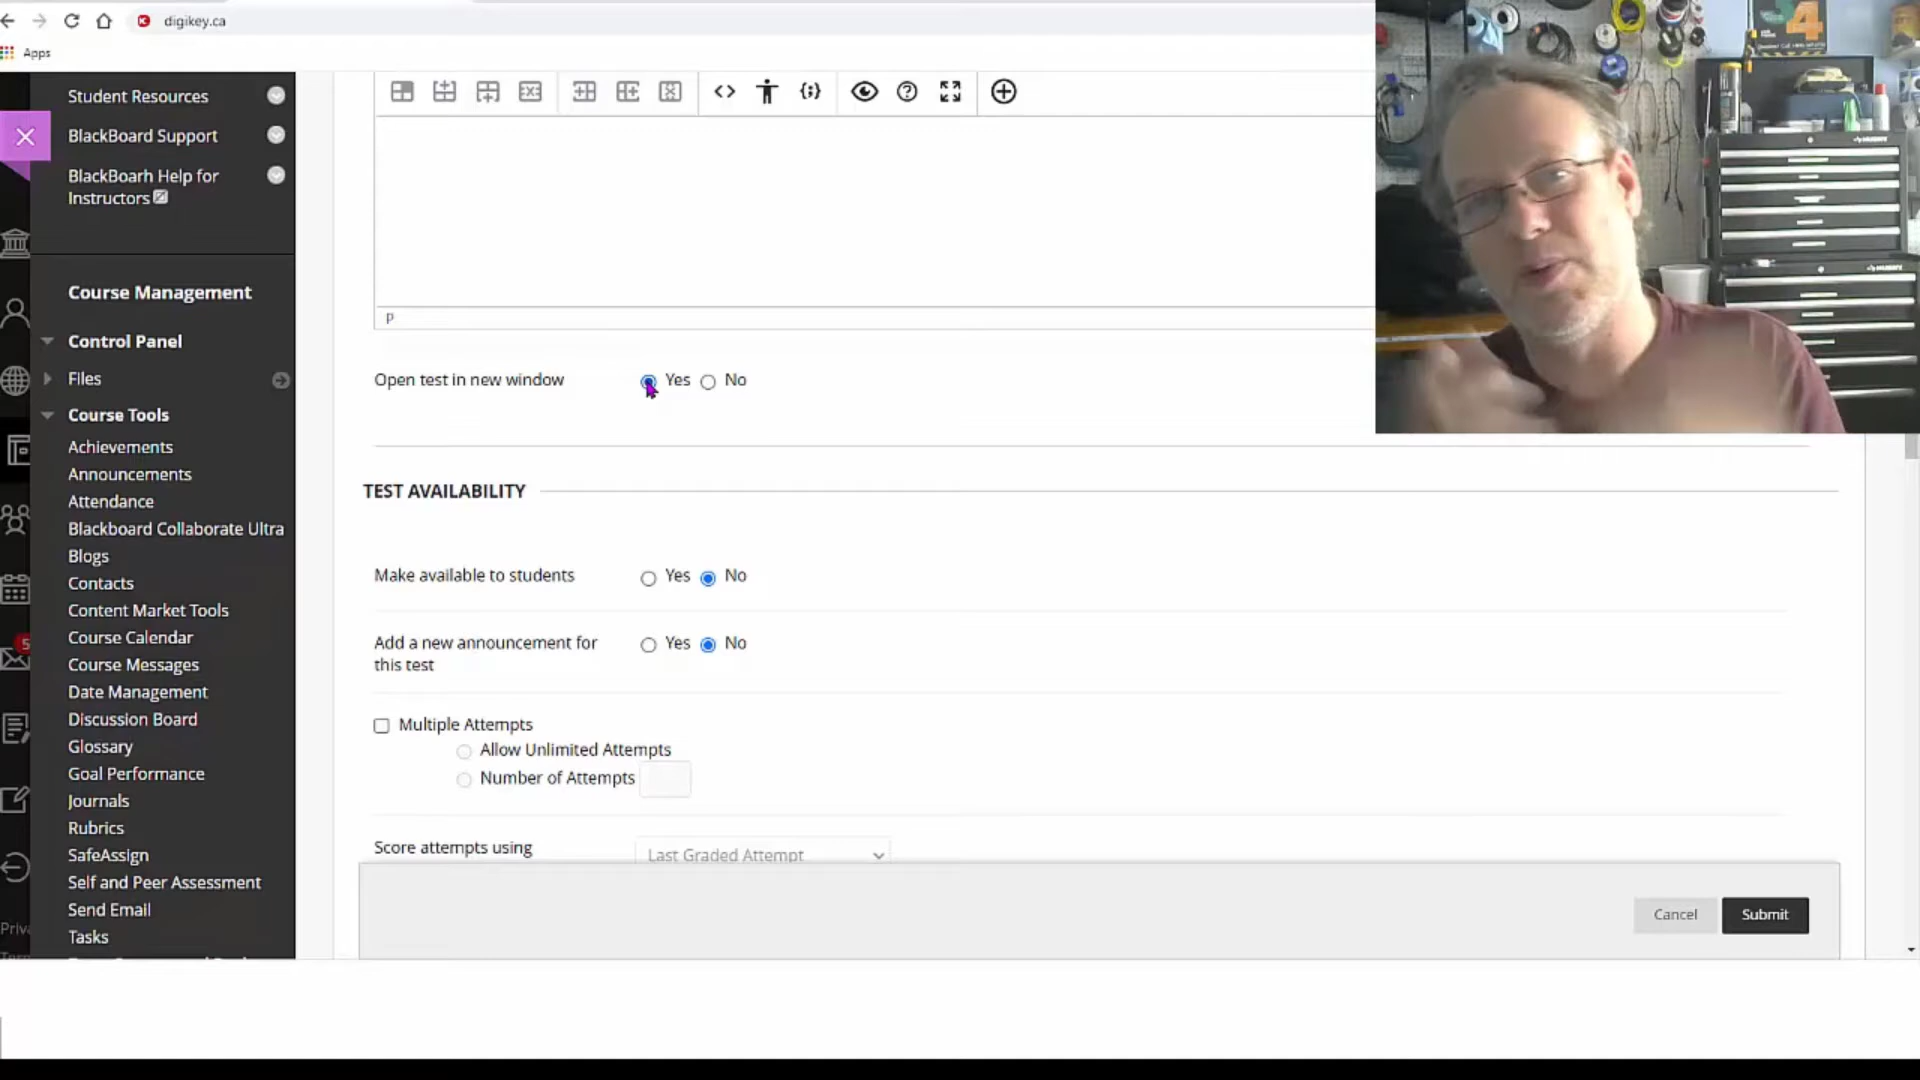 digikey.ca
Apps
Student Resources
BlackBoard Support
BlackBoarh Help for
Instructors
Course Management
Control Panel
Files
Course Tools
Achievements
Announcements
Attendance
Blackboard Collaborate Ultra
Blogs
Contacts
Content Market Tools
Course Calendar
Course Messages
Date Management
Discussion Board
Glossary
Goal Performance
Journals
Rubrics
SafeAssign
Self and Peer Assessment
Send Email
Tasks
5
p
Open test in new window Yes No
TEST AVAILABILITY
Make available to students Yes No
Add a new announcement for
this test Yes No
Multiple Attempts
Allow Unlimited Attempts
Number of Attempts
Score attempts using Last Graded Attempt
Cancel Submit